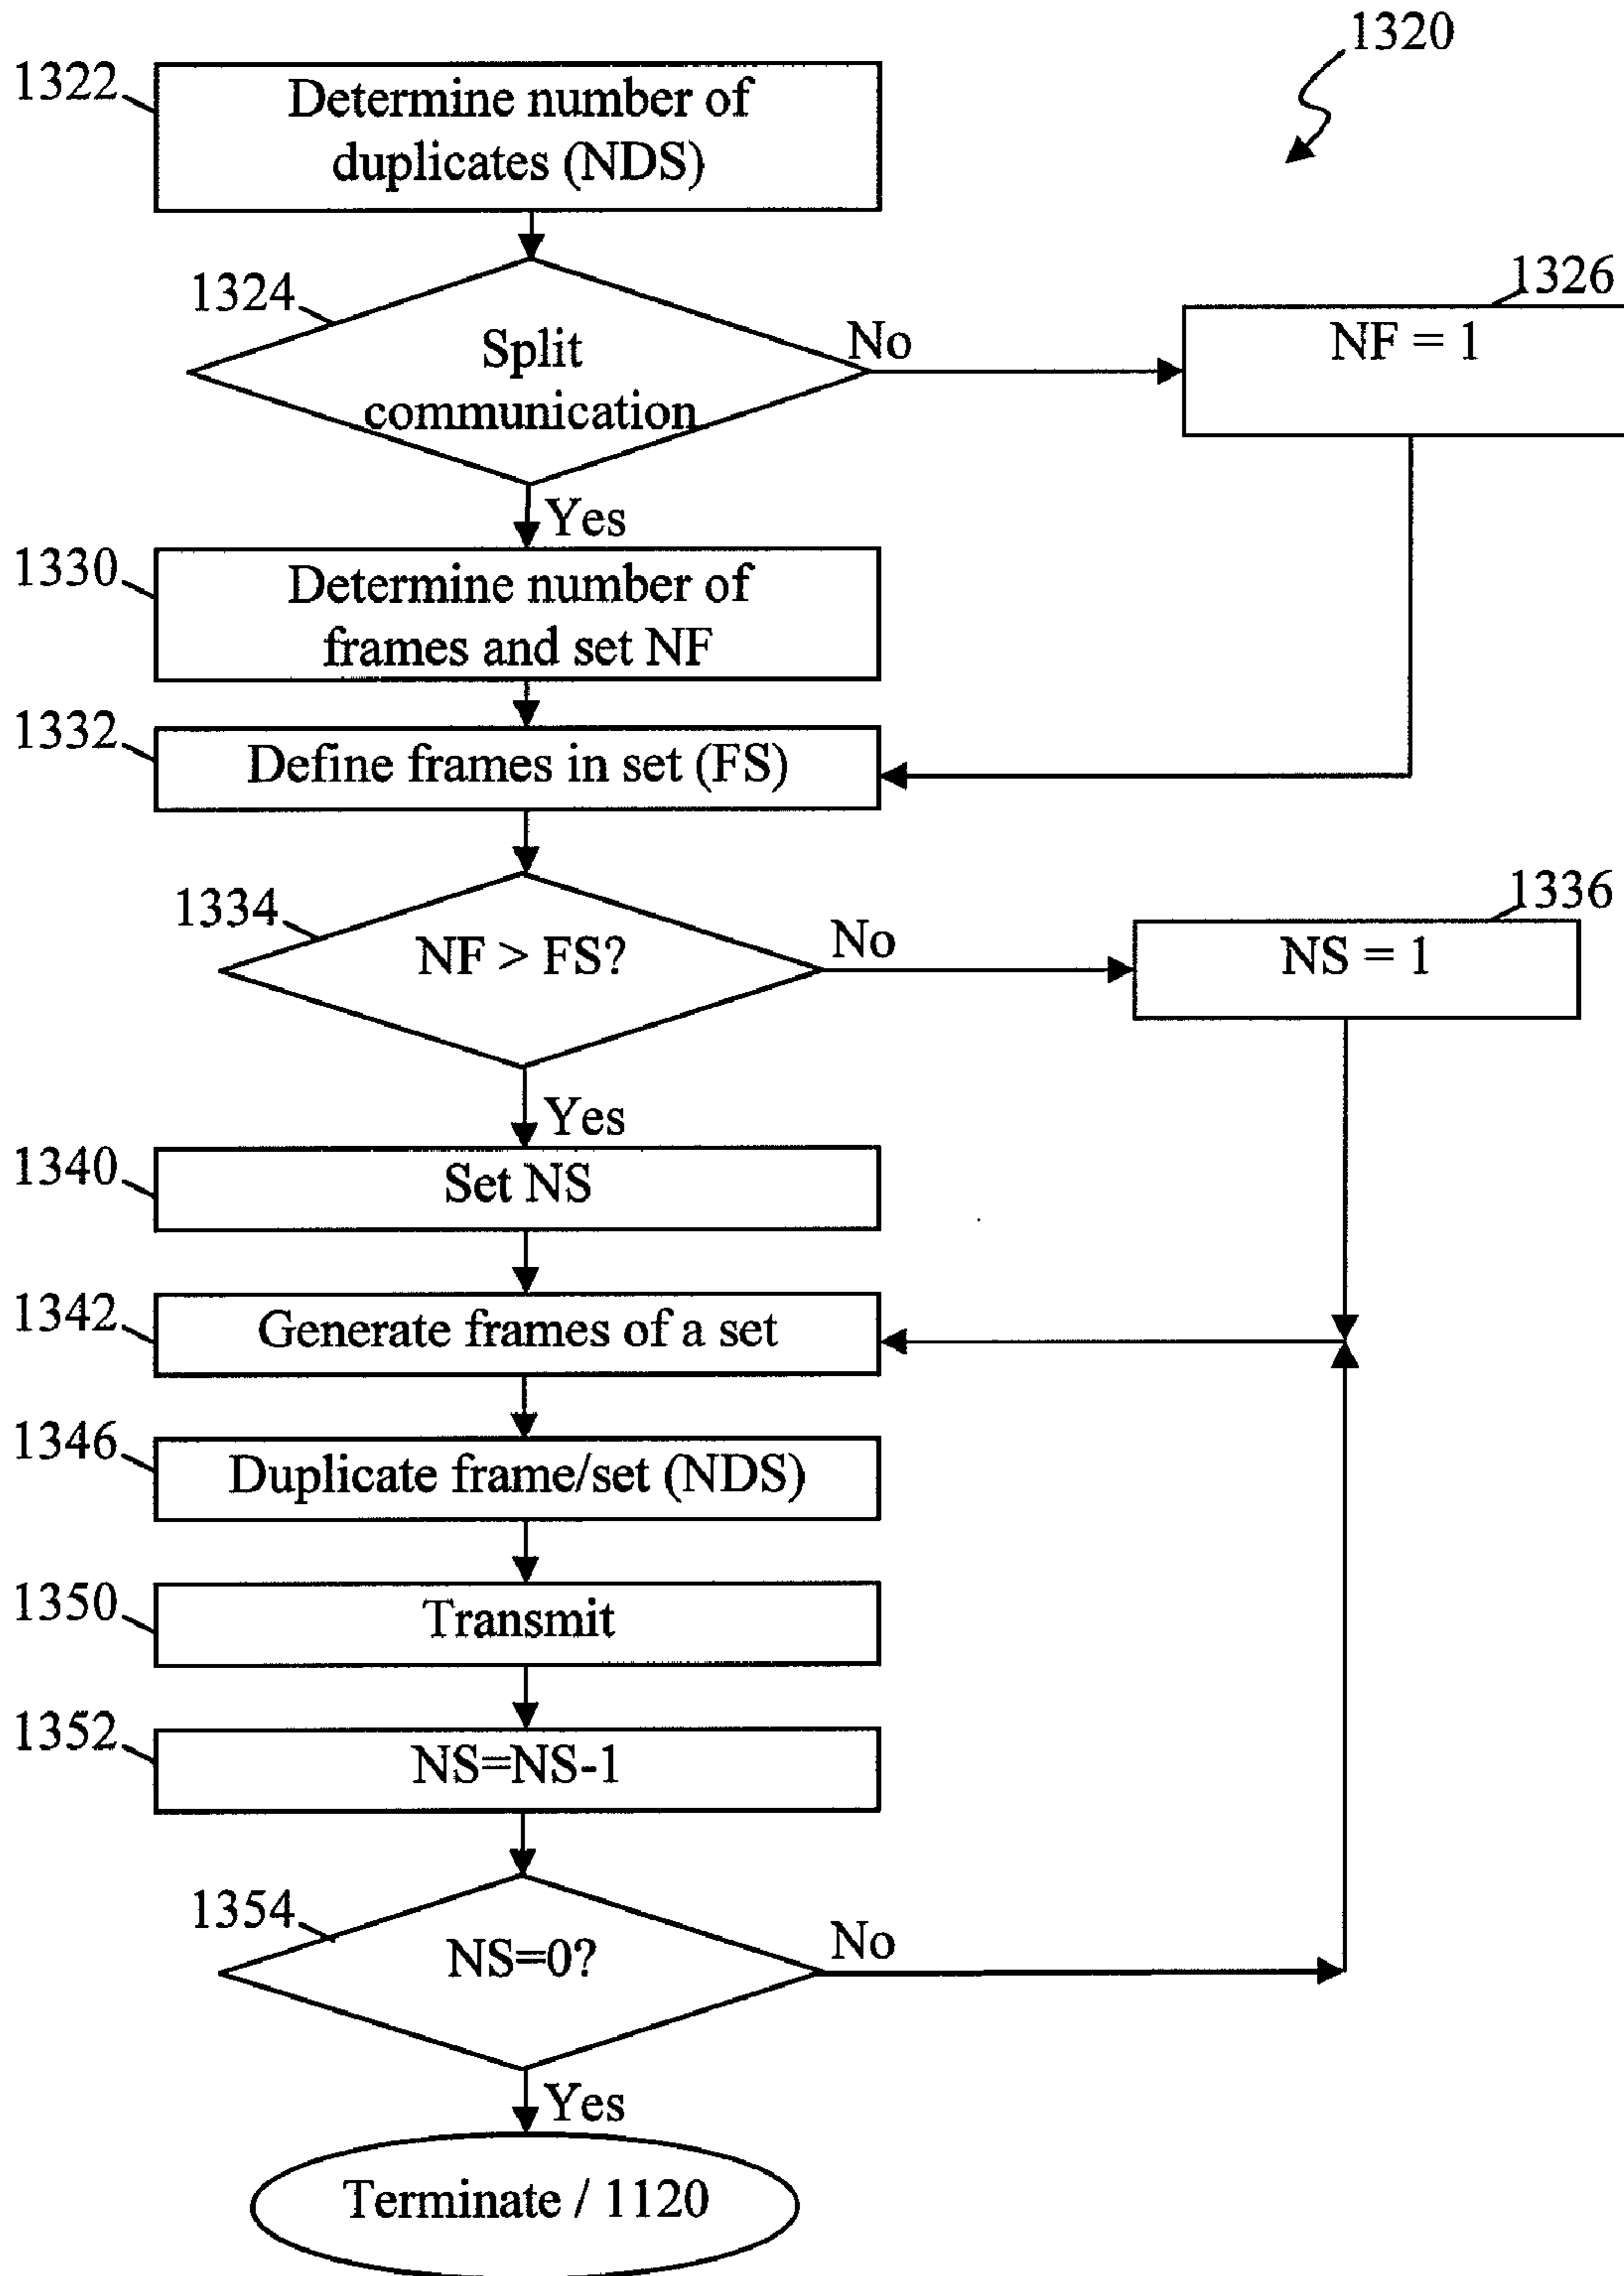 1320
1322
Determine number of
duplicates (NDS)
1324
Split
communication
No
1326
NF = 1
Yes
1330
Determine number of
frames and set NF
1332
Define frames in set (FS)
1334
NF > FS?
No
1336
NS = 1
Yes
1340
Set NS
1342
Generate frames of a set
1346
Duplicate frame/set (NDS)
1350
Transmit
1352
NS=NS-1
1354
NS=0?
No
Yes
Terminate / 1120